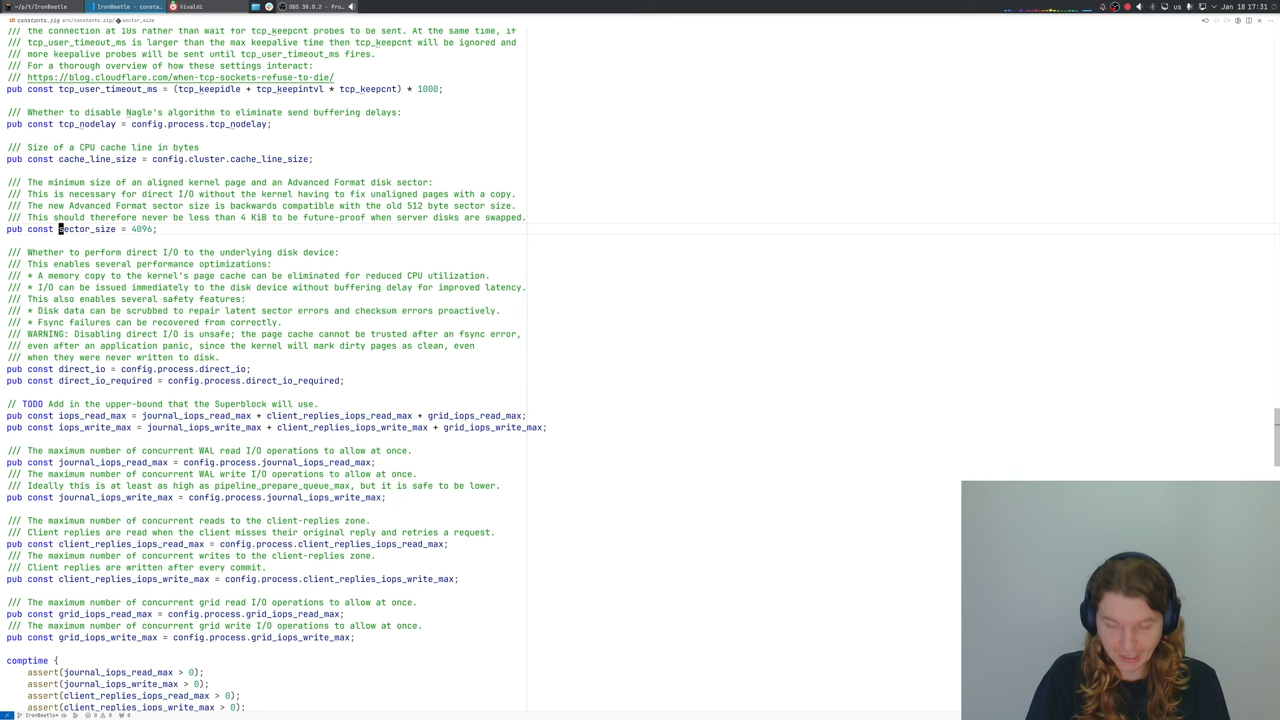 ~/p/t/IronBeetle
IronBeetle - consta...
Vivaldi
OBS 30.0.2 - Pr...
us
Jan 18 17:31
constants.zig src/constants.zig/ sector_size
/// the connection at 10s rather than wait for tcp_keepcnt probes to be sent. At the same time, if
/// tcp_user_timeout_ms is larger than the max keepalive time then tcp_keepcnt will be ignored and
/// more keepalive probes will be sent until tcp_user_timeout_ms fires.
/// For a thorough overview of how these settings interact:
/// https://blog.cloudflare.com/when-tcp-sockets-refuse-to-die/
pub const tcp_user_timeout_ms = (tcp_keepidle + tcp_keepintvl * tcp_keepcnt) * 1000;
/// Whether to disable Nagle's algorithm to eliminate send buffering delays:
pub const tcp_nodelay = config.process.tcp_nodelay;
/// Size of a CPU cache line in bytes
pub const cache_line_size = config.cluster.cache_line_size;
/// The minimum size of an aligned kernel page and an Advanced Format disk sector:
/// This is necessary for direct I/O without the kernel having to fix unaligned pages with a copy.
/// The new Advanced Format sector size is backwards compatible with the old 512 byte sector size.
/// This should therefore never be less than 4 KiB to be future-proof when server disks are swapped.
pub const sector_size = 4096;
/// Whether to perform direct I/O to the underlying disk device:
/// This enables several performance optimizations:
/// * A memory copy to the kernel's page cache can be eliminated for reduced CPU utilization.
/// * I/O can be issued immediately to the disk device without buffering delay for improved latency.
/// This also enables several safety features:
/// * Disk data can be scrubbed to repair latent sector errors and checksum errors proactively.
/// * Fsync failures can be recovered from correctly.
/// WARNING: Disabling direct I/O is unsafe; the page cache cannot be trusted after an fsync error,
/// even after an application panic, since the kernel will mark dirty pages as clean, even
/// when they were never written to disk.
pub const direct_io = config.process.direct_io;
pub const direct_io_required = config.process.direct_io_required;
// TODO Add in the upper-bound that the Superblock will use.
pub const iops_read_max = journal_iops_read_max + client_replies_iops_read_max + grid_iops_read_max;
pub const iops_write_max = journal_iops_write_max + client_replies_iops_write_max + grid_iops_write_max;
/// The maximum number of concurrent WAL read I/O operations to allow at once.
pub const journal_iops_read_max = config.process.journal_iops_read_max;
/// The maximum number of concurrent WAL write I/O operations to allow at once.
/// Ideally this is at least as high as pipeline_prepare_queue_max, but it is safe to be lower.
pub const journal_iops_write_max = config.process.journal_iops_write_max;
/// The maximum number of concurrent reads to the client-replies zone.
/// Client replies are read when the client misses their original reply and retries a request.
pub const client_replies_iops_read_max = config.process.client_replies_iops_read_max;
/// The maximum number of concurrent writes to the client-replies zone.
/// Client replies are written after every commit.
pub const client_replies_iops_write_max = config.process.client_replies_iops_write_max;
/// The maximum number of concurrent grid read I/O operations to allow at once.
pub const grid_iops_read_max = config.process.grid_iops_read_max;
/// The maximum number of concurrent grid write I/O operations to allow at once.
pub const grid_iops_write_max = config.process.grid_iops_write_max;
comptime {
assert(journal_iops_read_max > 0);
assert(journal_iops_write_max > 0);
assert(client_replies_iops_read_max > 0);
assert(client_replies_iops_write_max > 0);
IronBeetle*
0
0
0